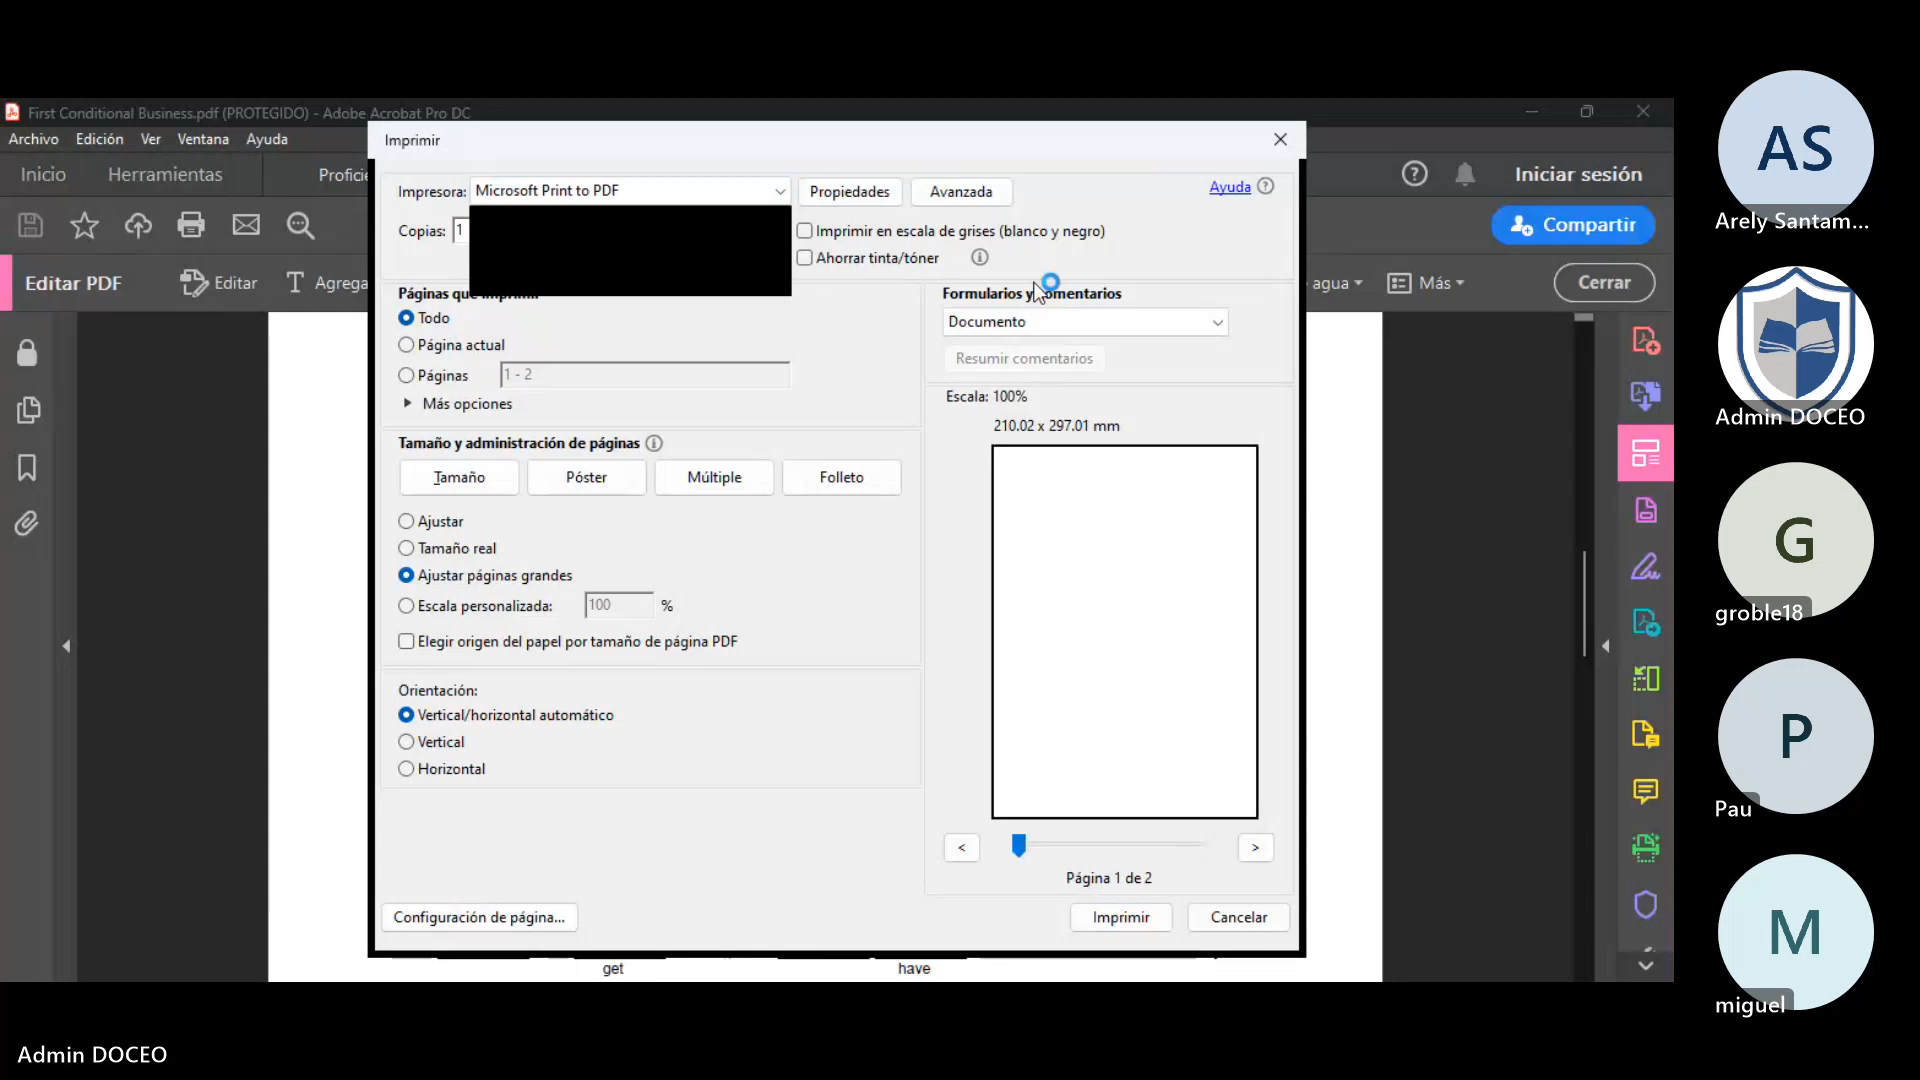 First Conditional Business.pdf (PROTEGIDO) - Adobe Acrobat Pro DC
Archivo Edición Ver Ventana Ayuda
Inicio Herramientas
Iniciar sesión
Compartir
Editar PDF Editar
agua Más Cerrar
Imprimir
Impresora: Microsoft Print to PDF Propiedades Avanzada Ayuda
Copias: 1
Imprimir en escala de grises (blanco y negro)
Ahorrar tinta/tóner
Páginas que imprimir
Todo
Página actual
Páginas 1 - 2
Más opciones
Tamaño y administración de páginas
Tamaño Póster Múltiple Folleto
Ajustar
Tamaño real
Ajustar páginas grandes
Escala personalizada: 100 %
Elegir origen del papel por tamaño de página PDF
Orientación:
Vertical/horizontal automático
Vertical
Horizontal
Formularios y comentarios
Documento
Resumir comentarios
Escala: 100%
210.02 x 297.01 mm
< >
Página 1 de 2
Configuración de página... Imprimir Cancelar
get have
AS
Arely Santam...
Admin DOCEO
G
groble18
P
Pau
M
miguel
Admin DOCEO